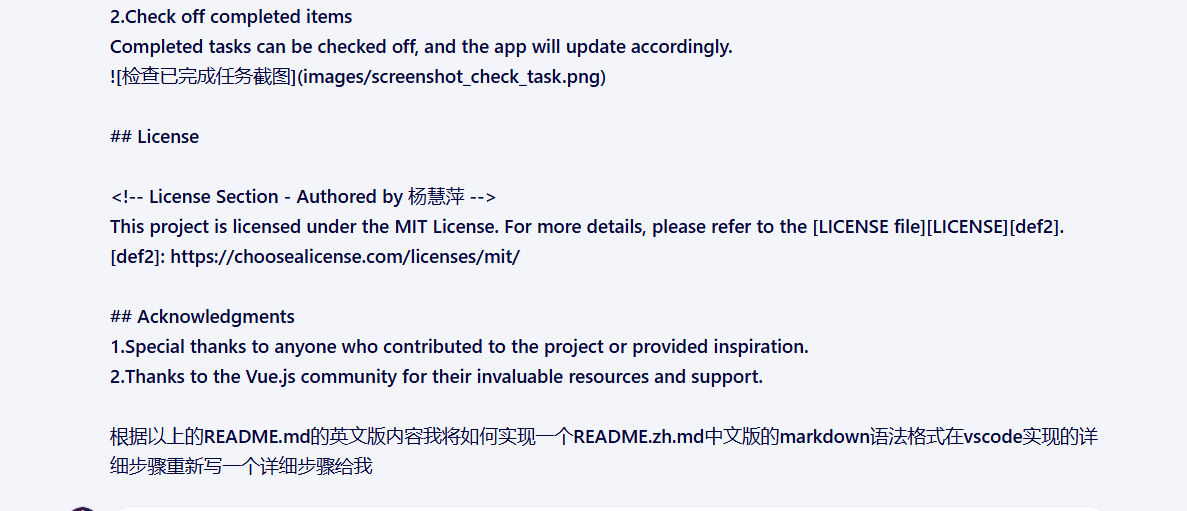 2.Check off completed items
Completed tasks can be checked off, and the app will update accordingly.
![检查已完成任务截图](images/screenshot_check_task.png)
## License
<!-- License Section - Authored by 杨慧萍 -->
This project is licensed under the MIT License. For more details, please refer to the [LICENSE file][LICENSE][def2].
[def2]: https://choosealicense.com/licenses/mit/
## Acknowledgments
1.Special thanks to anyone who contributed to the project or provided inspiration.
2.Thanks to the Vue.js community for their invaluable resources and support.
根据以上的README.md的英文版内容我将如何实现一个README.zh.md中文版的markdown语法格式在vscode实现的详
细步骤重新写一个详细步骤给我